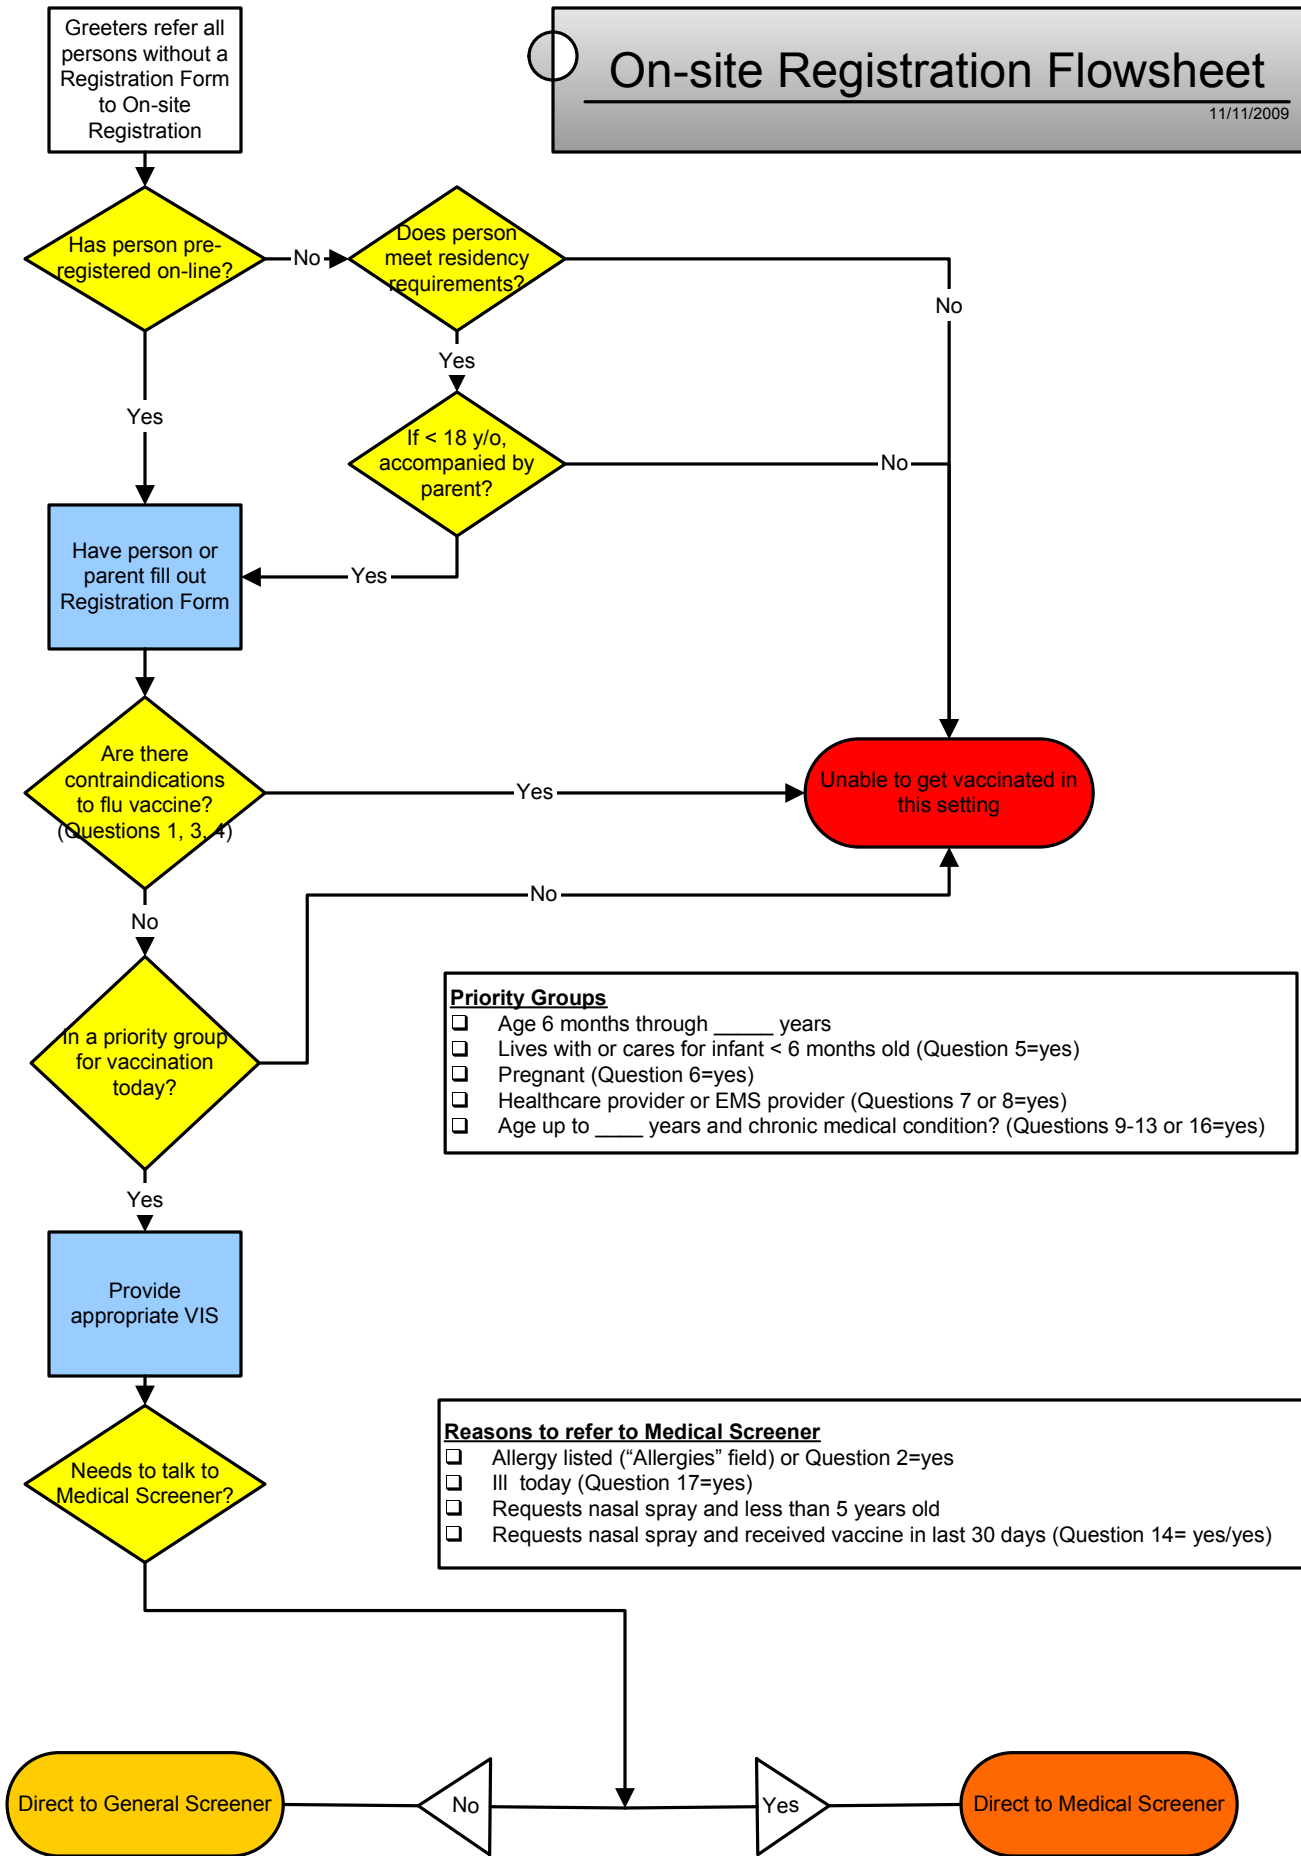 Greeters refer all
persons without a
Registration Form
to On-site
Registration
On-site Registration Flowsheet
11/11/2009
Has person pre-
registered on-line?
No
Does person
meet residency
requirements?
No
Yes
Yes
If < 18 y/o,
accompanied by
parent?
No
Have person or
parent fill out
Registration Form
Yes
Are there
contraindications
to flu vaccine?
(Questions 1, 3, 4)
Yes
Unable to get vaccinated in
this setting
No
No
In a priority group
for vaccination
today?
Priority Groups
❑ Age 6 months through _____ years
❑ Lives with or cares for infant < 6 months old (Question 5=yes)
❑ Pregnant (Question 6=yes)
❑ Healthcare provider or EMS provider (Questions 7 or 8=yes)
❑ Age up to ____ years and chronic medical condition? (Questions 9-13 or 16=yes)
Yes
Provide
appropriate VIS
Needs to talk to
Medical Screener?
Reasons to refer to Medical Screener
❑ Allergy listed (“Allergies” field) or Question 2=yes
❑ Ill  today (Question 17=yes)
❑ Requests nasal spray and less than 5 years old
❑ Requests nasal spray and received vaccine in last 30 days (Question 14= yes/yes)
Direct to General Screener
No
Yes
Direct to Medical Screener